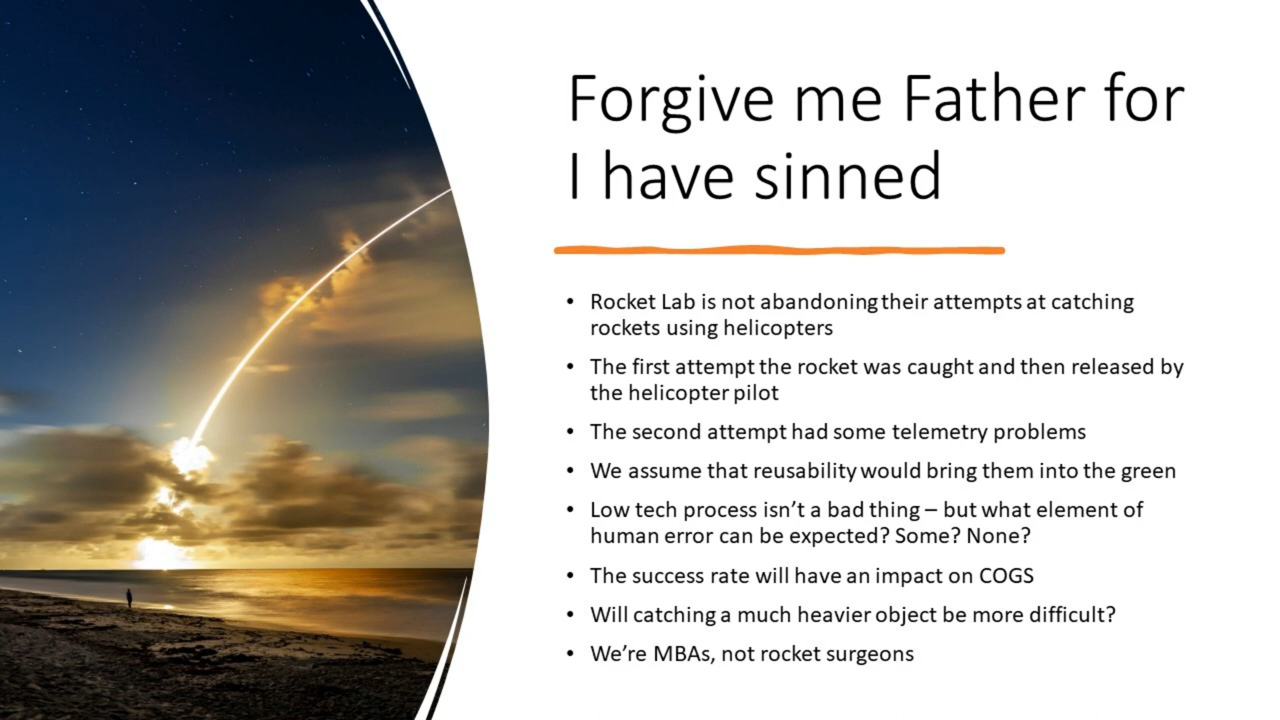 Forgive me Father for
I have sinned
• Rocket Lab is not abandoning their attempts at catching
rockets using helicopters
• The first attempt the rocket was caught and then released by
the helicopter pilot
• The second attempt had some telemetry problems
• We assume that reusability would bring them into the green
• Low tech process isn’t a bad thing – but what element of
human error can be expected? Some? None?
• The success rate will have an impact on COGS
• Will catching a much heavier object be more difficult?
• We’re MBAs, not rocket surgeons